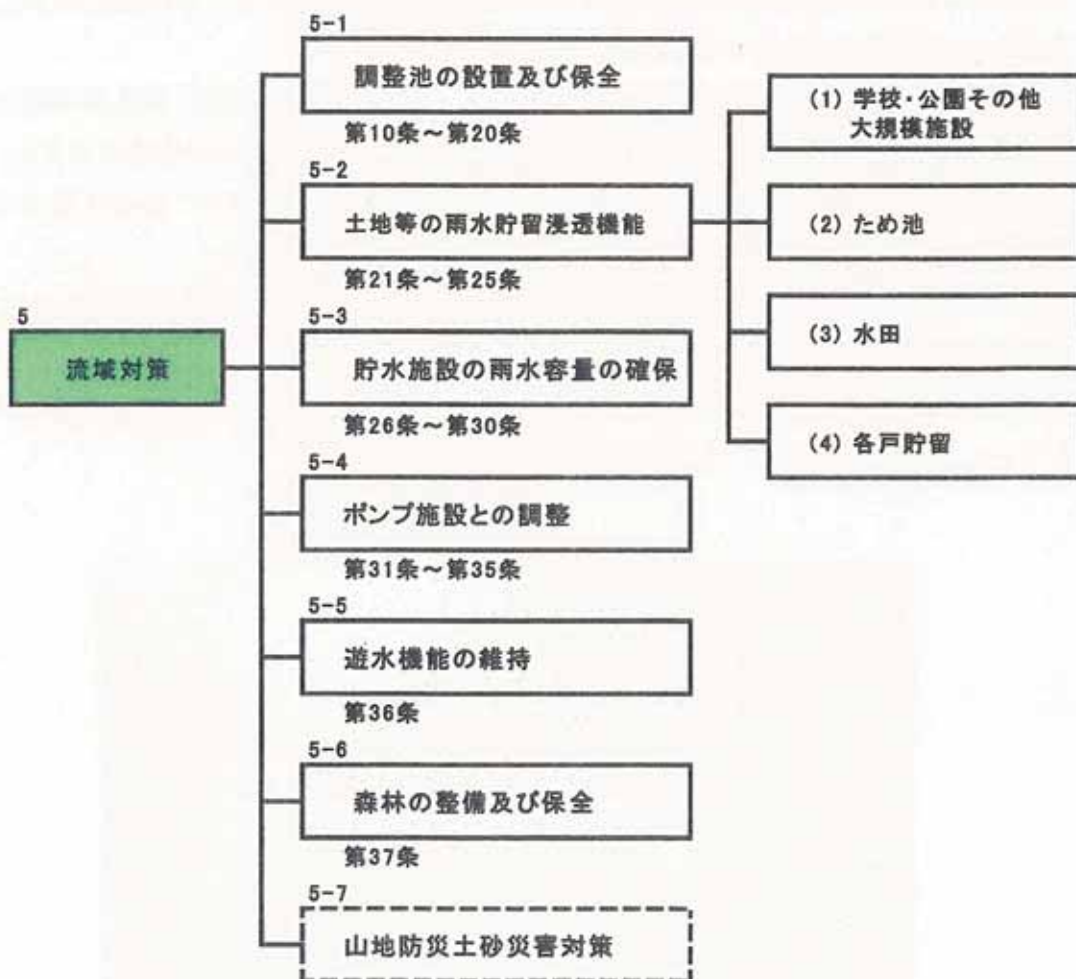 5
流域対策
5-1
調整池の設置及び保全
第10条～第20条
5-2
土地等の雨水貯留浸透機能
第21条～第25条
(1) 学校・公園その他
大規模施設
(2) ため池
(3) 水田
(4) 各戸貯留
5-3
貯水施設の雨水容量の確保
第26条～第30条
5-4
ポンプ施設との調整
第31条～第35条
5-5
遊水機能の維持
第36条
5-6
森林の整備及び保全
第37条
5-7
山地防災土砂災害対策